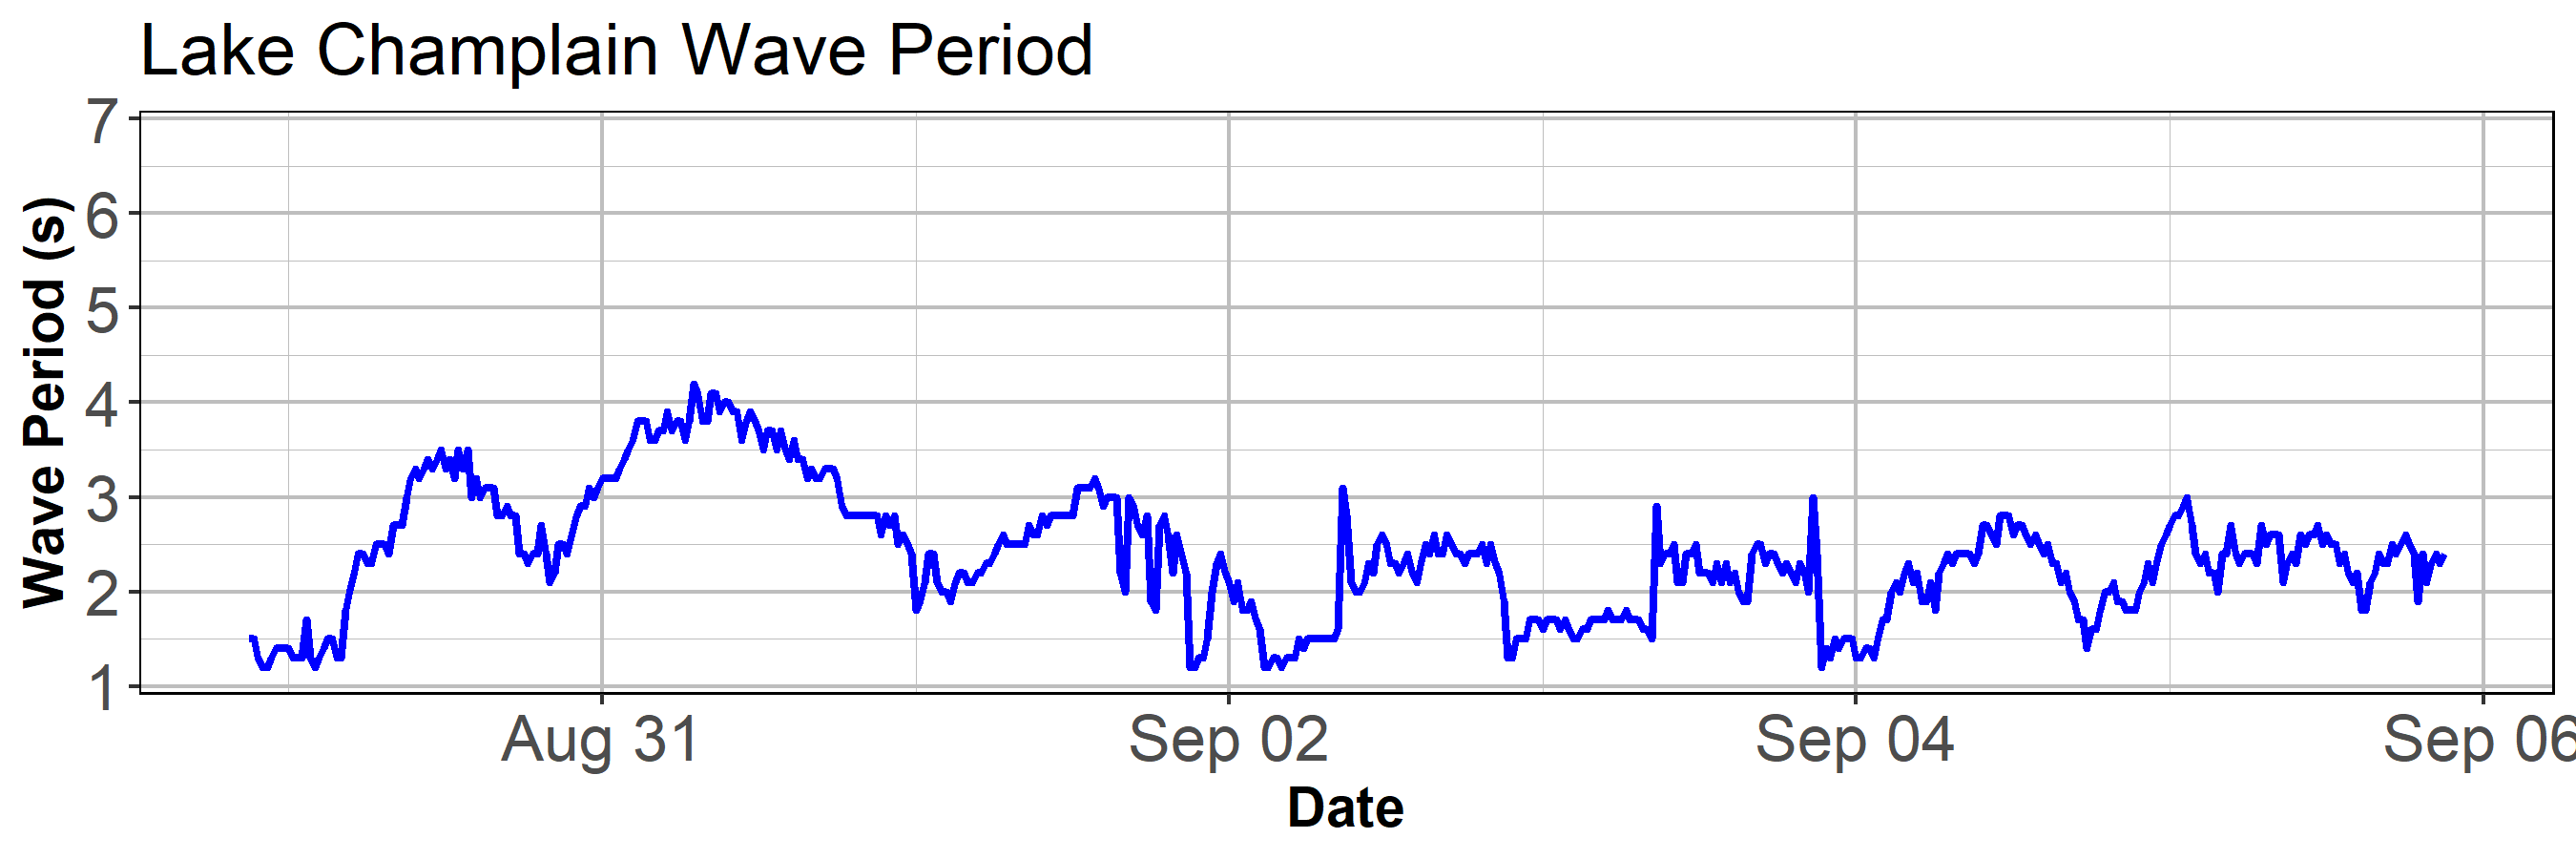 Lake Champlain Wave Period
Wave Period (s)
7
6
5
4
3
2
1
Aug 31
Sep 02
Sep 04
Sep 06
Date